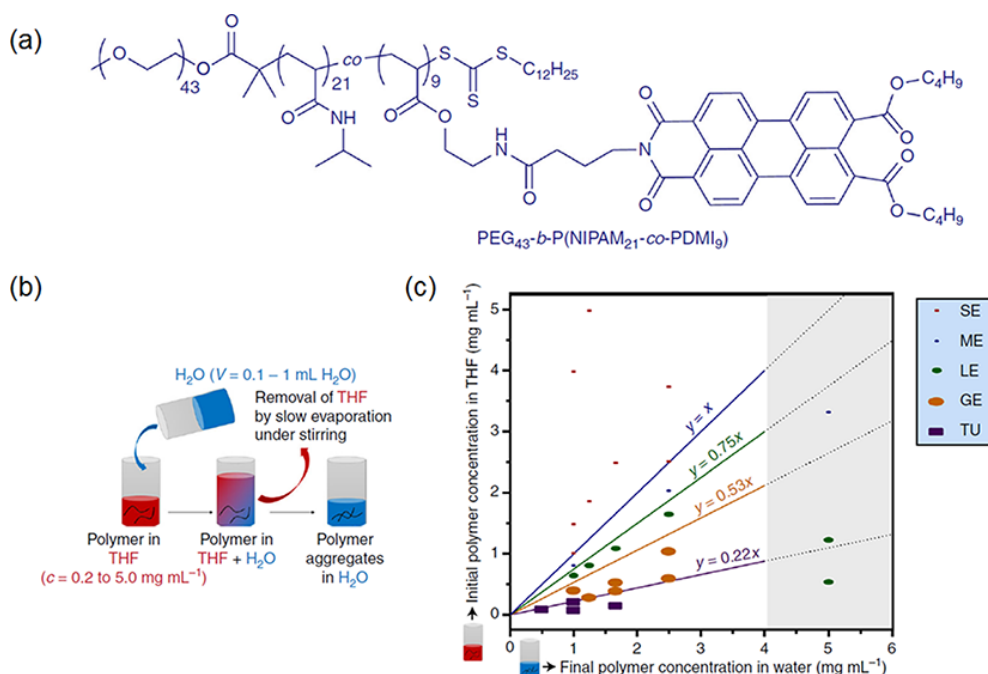 (a)
O
O
43
O
21
co
9
S
S
S
C12H25
O
NH
O
O
H
N
O
O
N
O
O
C4H9
O
O
O
C4H9
PEG43-b-P(NIPAM21-co-PDMI9)
(b)
H2O (V = 0.1 – 1 mL H2O)
Removal of THF
by slow evaporation
under stirring
Polymer in
THF
(c = 0.2 to 5.0 mg mL−1)
Polymer in
THF + H2O
Polymer
aggregates
in H2O
(c)
Initial polymer concentration in THF (mg mL−1)
5
4
3
2
1
0
y = x
y = 0.75x
y = 0.53x
y = 0.22x
0 1 2 3 4 5 6
Final polymer concentration in water (mg mL−1)
SE
ME
LE
GE
TU